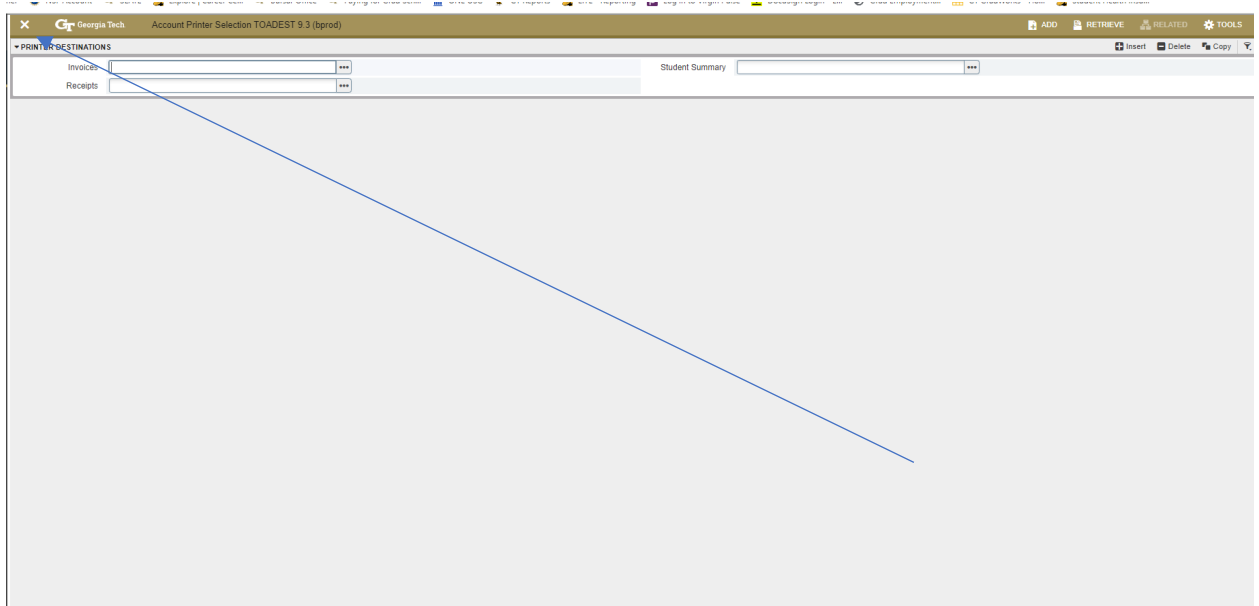 Georgia Tech Account Printer Selection TOADEST 9.3 (bprod) ADD RETRIEVE RELATED TOOLS
PRINTER DESTINATIONS Insert Delete Copy
Invoices Student Summary
Receipts